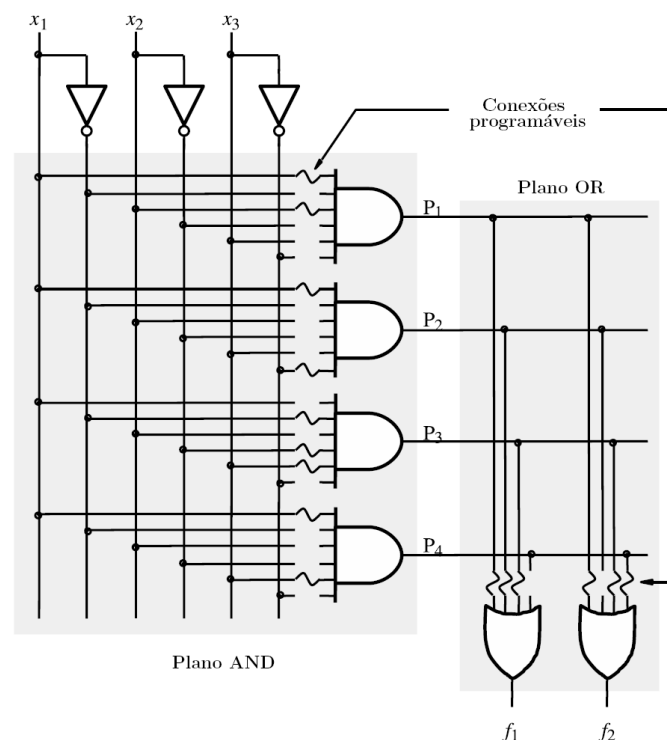 x1
x2
x3
Conexões
programáveis
Plano OR
P1
P2
P3
P4
Plano AND
f1
f2